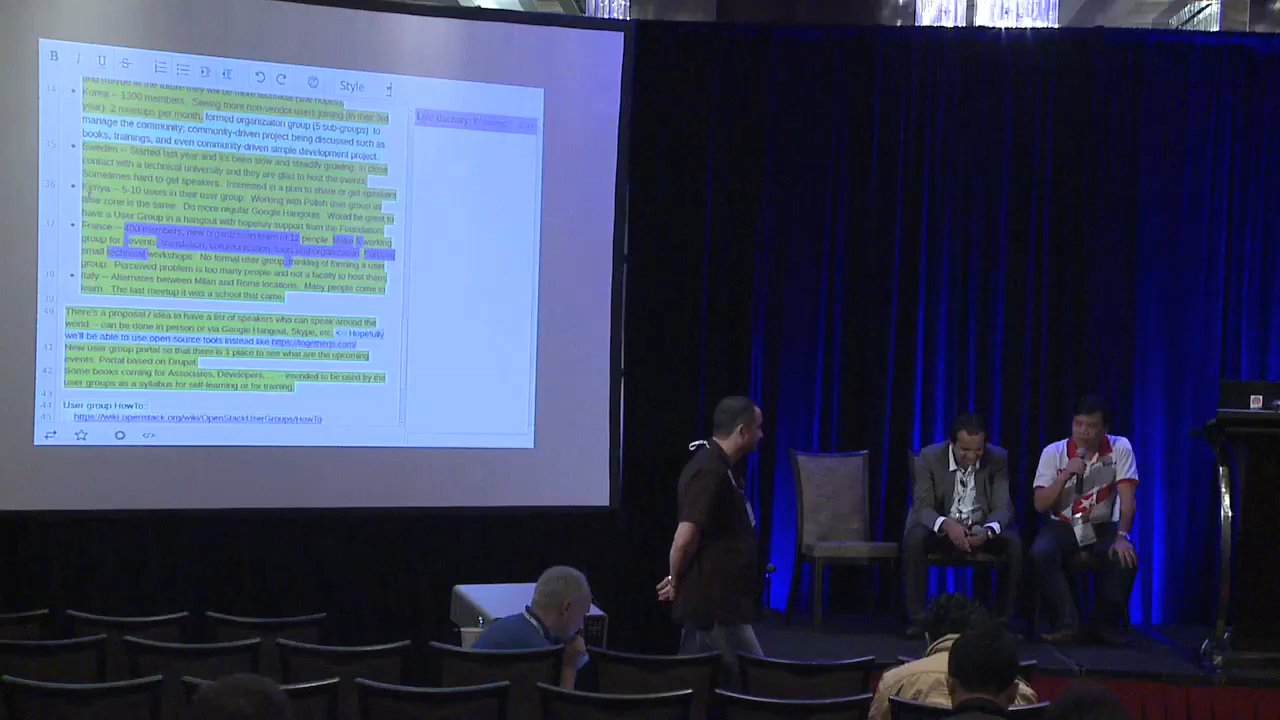 B I U S Style
34 and maybe in the future they will be more technical (sine hopes).
Korea -- 1300 members. Seeing more non-vendor users joining (in their 3rd
year). 2 meetups per month, formed organizaiton group (5 sub-groups) to
manage the community; community-driven project being discussed such as
books, trainings, and even community-driven simple development project.
35 Sweden -- Started last year and it's been slow and steadily growing. In close
contact with a technical university and they are glad to host the events.
Sometimes hard to get speakers. Interested in a plan to share or get speakers
36 Kenya -- 5-10 users in their user group. Working with Polish user group as
time zone is the same. Do more regular Google Hangouts. Would be great to
have a User Group in a hangout with hopefuly support from the Foundation.
37 France -- 400 members, new organization team of 12 people. working
group for events, translation, communication, tools and organization.
small technical workshops. No formal user group, thinking of forming a user
group. Perceived problem is too many people and not a facility to host them
38 Italy -- Alternates between Milan and Rome locations. Many people come to
learn. The last meetup it was a school that came.
39
40 There's a proposal / idea to have a list of speakers who can speak around the
world -- can be done in person or via Google Hangout, Skype, etc. <-- Hopefully
we'll be able to use open source tools instead like https://togetherjs.com/
41 New user group portal so that there is 1 place to see what are the upcoming
events. Portal based on Drupal.
42 Some books coming for Associates, Developers, ... -- intended to be used by the
user groups as a syllabus for self-learning or for training.
43
44 User group HowTo:
45 https://wiki.openstack.org/wiki/OpenStackUserGroups/HowTo